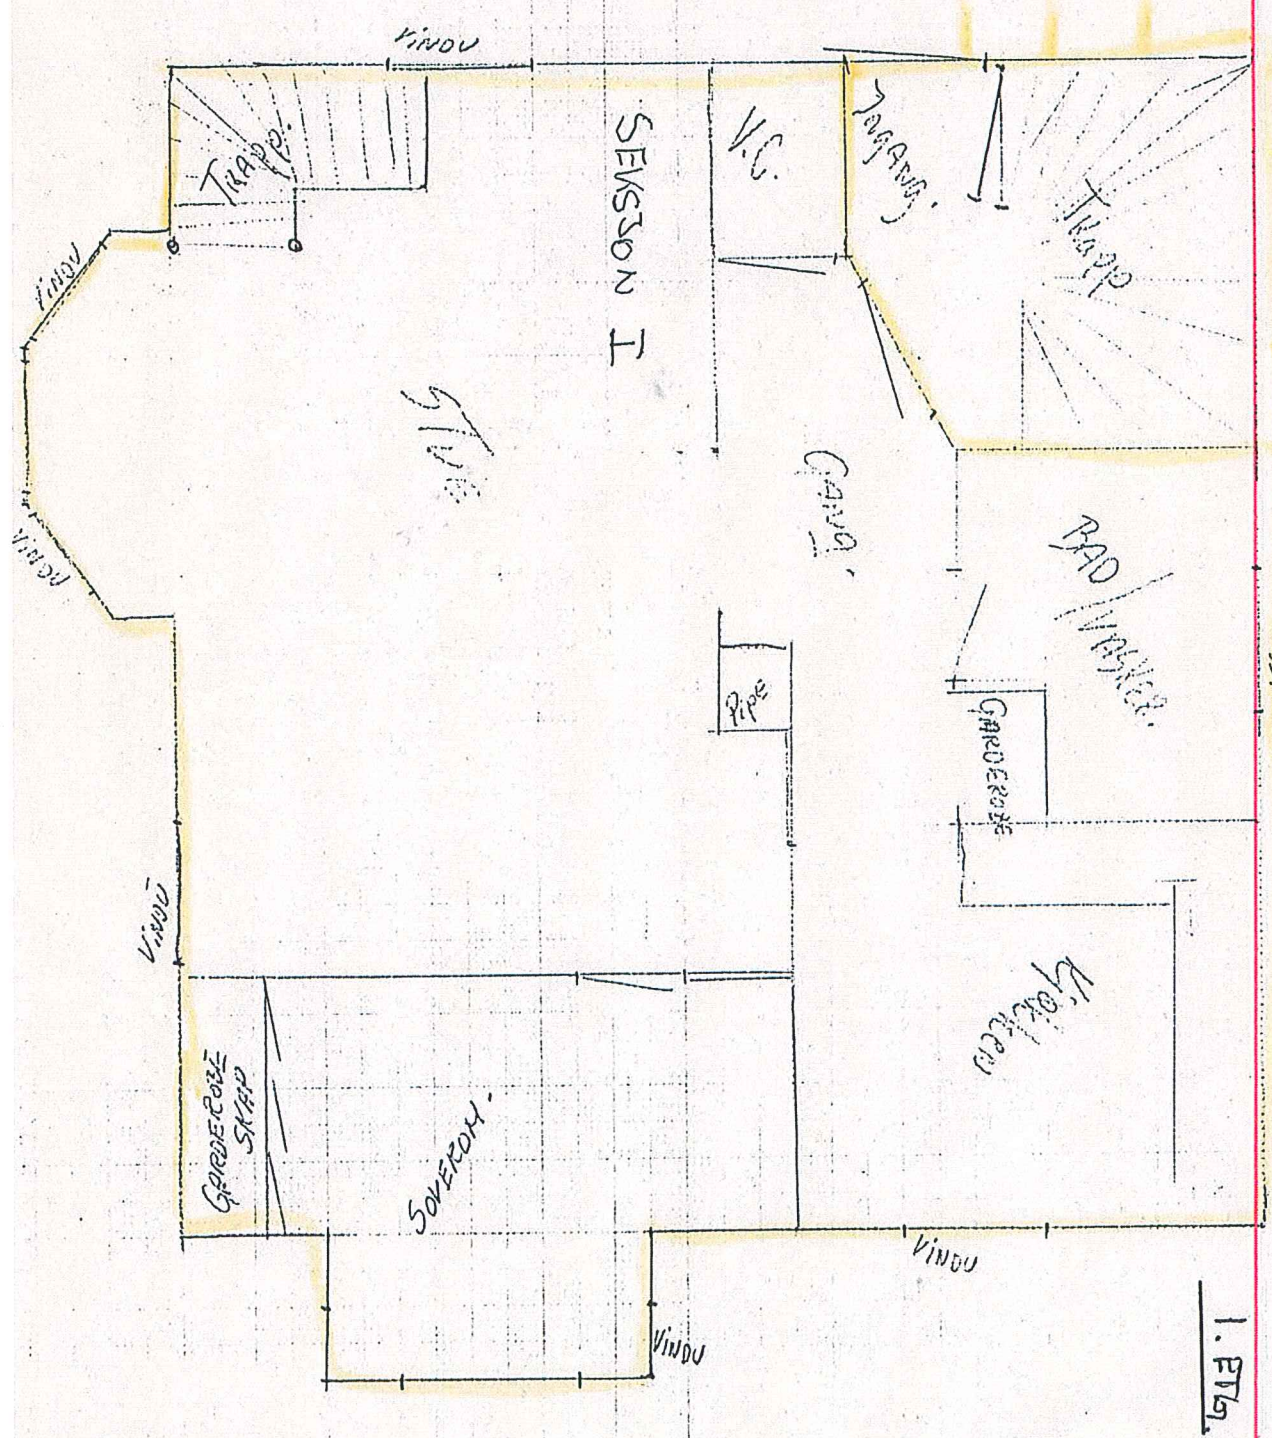 VINDU
TRAPP.
SEKSJON I
V.C.
INGANG.
TRAPP
VINDU
STUE
GANG.
BAD
/VASKER.
VINDU
Pipe
GARDEROBE
VINDU
Kjøkken
GARDEROBE
SKAP
SOVEROM.
VINDU
VINDU
1. ETG.